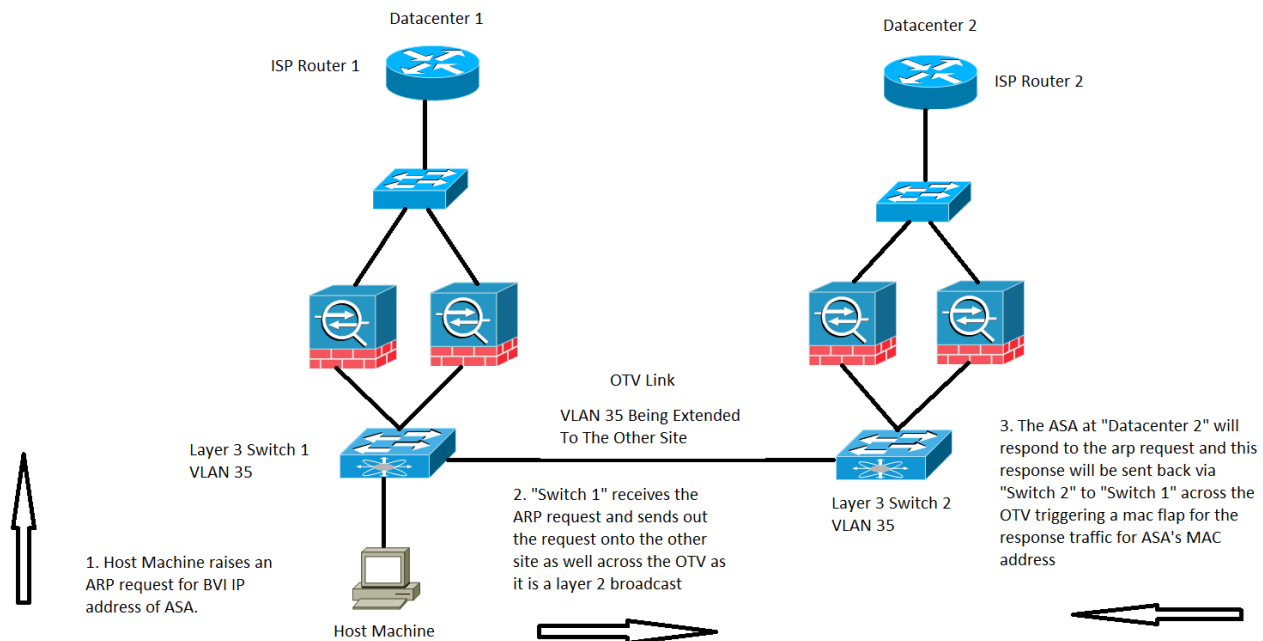 Datacenter 1
Datacenter 2
ISP Router 1
ISP Router 2
OTV Link
VLAN 35 Being Extended
To The Other Site
Layer 3 Switch 1
VLAN 35
Layer 3 Switch 2
VLAN 35
1. Host Machine raises an
ARP request for BVI IP
address of ASA.
2. "Switch 1" receives the
ARP request and sends out
the request onto the other
site as well across the OTV as
it is a layer 2 broadcast
3. The ASA at "Datacenter 2" will
respond to the arp request and this
response will be sent back via
"Switch 2" to "Switch 1" across the
OTV triggering a mac flap for the
response traffic for ASA's MAC
address
Host Machine